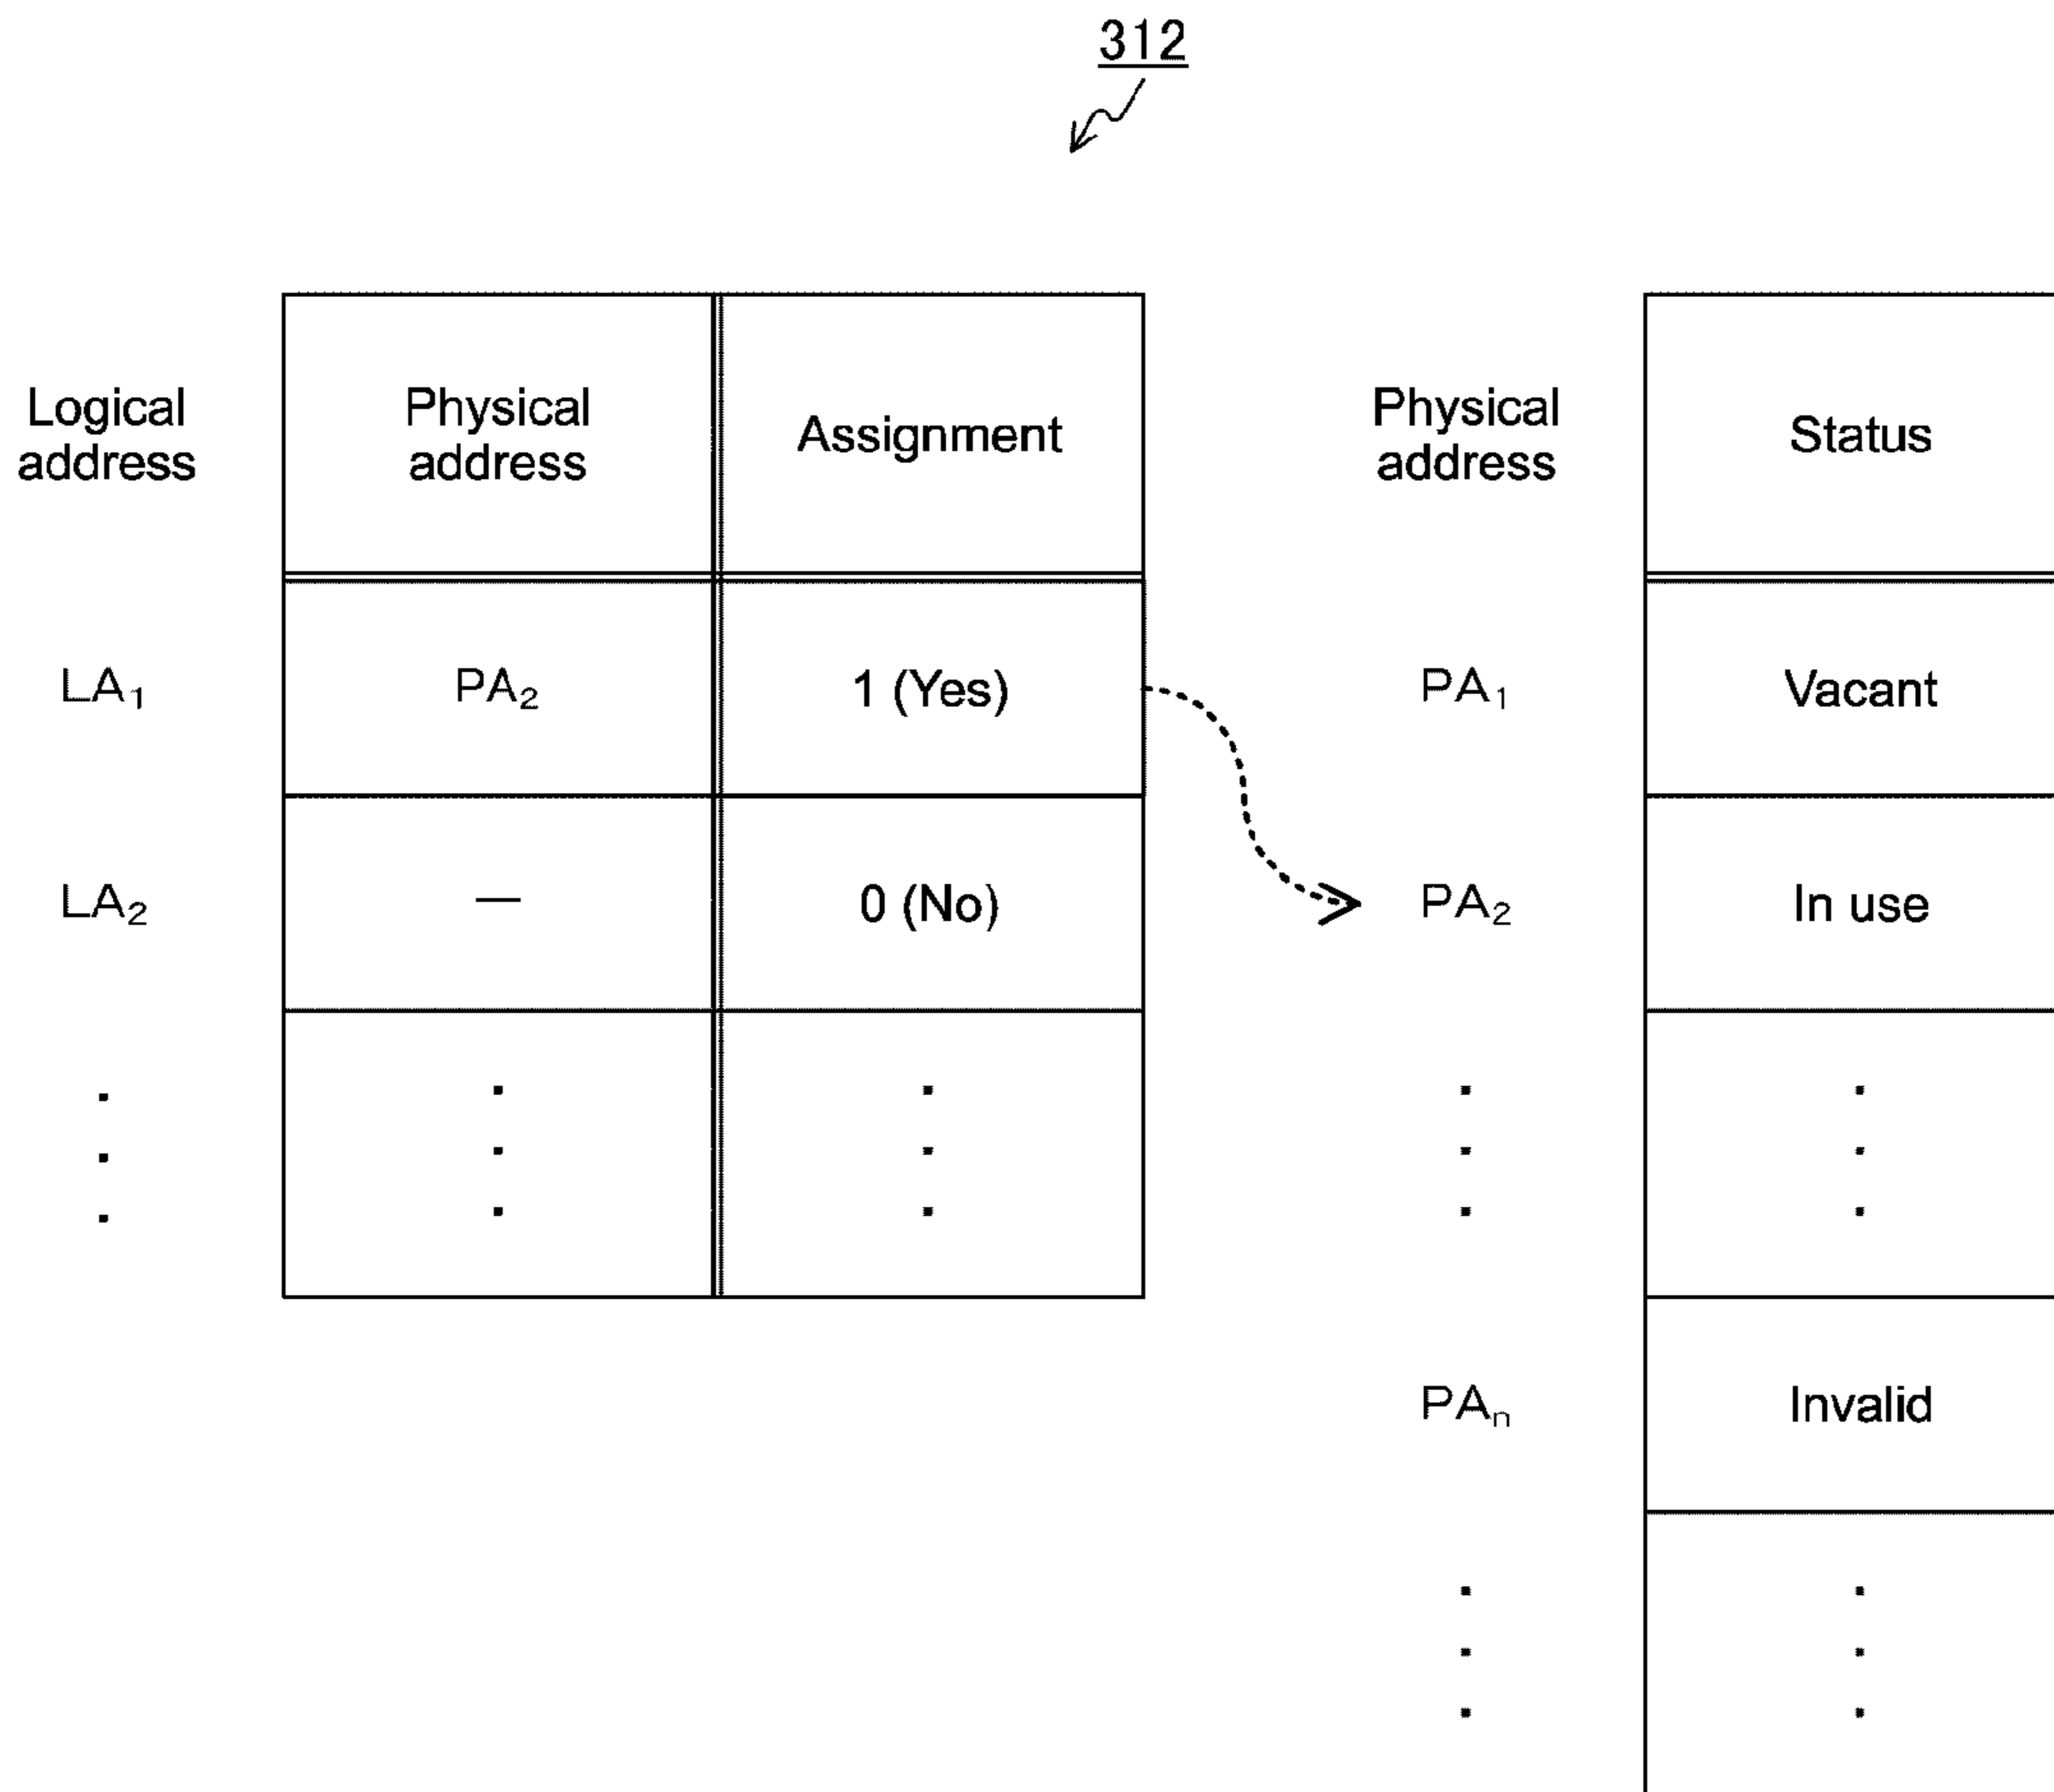 312
Logical address
Physical address
Assignment
Physical address
Status
LA₁
PA₂
1 (Yes)
PA₁
Vacant
LA₂
—
0 (No)
PA₂
In use
PAₙ
Invalid